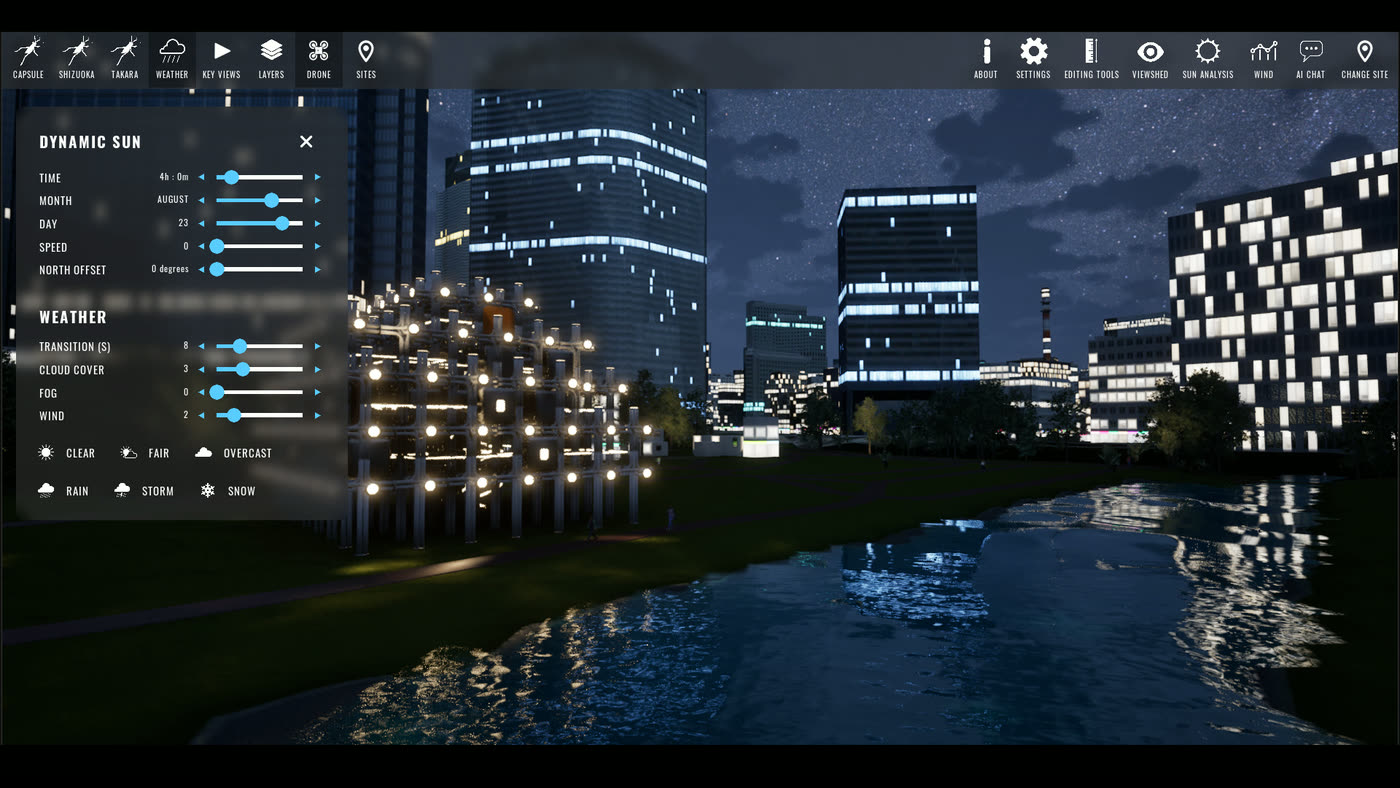 CAPSULE SHIZUOKA TAKARA WEATHER KEY VIEWS LAYERS DRONE SITES ABOUT SETTINGS EDITING TOOLS VIEWSHED SUN ANALYSIS WIND AI CHAT CHANGE SITE
DYNAMIC SUN
TIME 4h : 0m
MONTH AUGUST
DAY 23
SPEED 0
NORTH OFFSET 0 degrees
WEATHER
TRANSITION (S) 8
CLOUD COVER 3
FOG 0
WIND 2
CLEAR FAIR OVERCAST
RAIN STORM SNOW